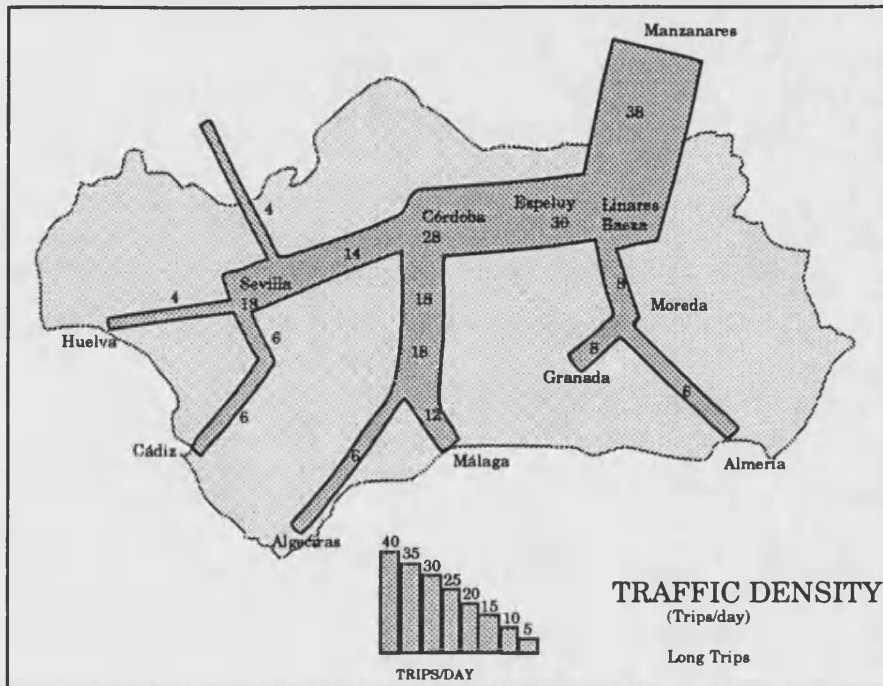 Manzanares
38
4
Córdoba
28
Espeluy
30
Linares
Baeza
14
Sevilla
18
4
Huelva
6
6
Cádiz
18
18
12
Málaga
6
Algeciras
8
Moreda
8
Granada
6
Almería
40
35
30
25
20
15
10
5
TRIPS/DAY
TRAFFIC DENSITY
(Trips/day)
Long Trips